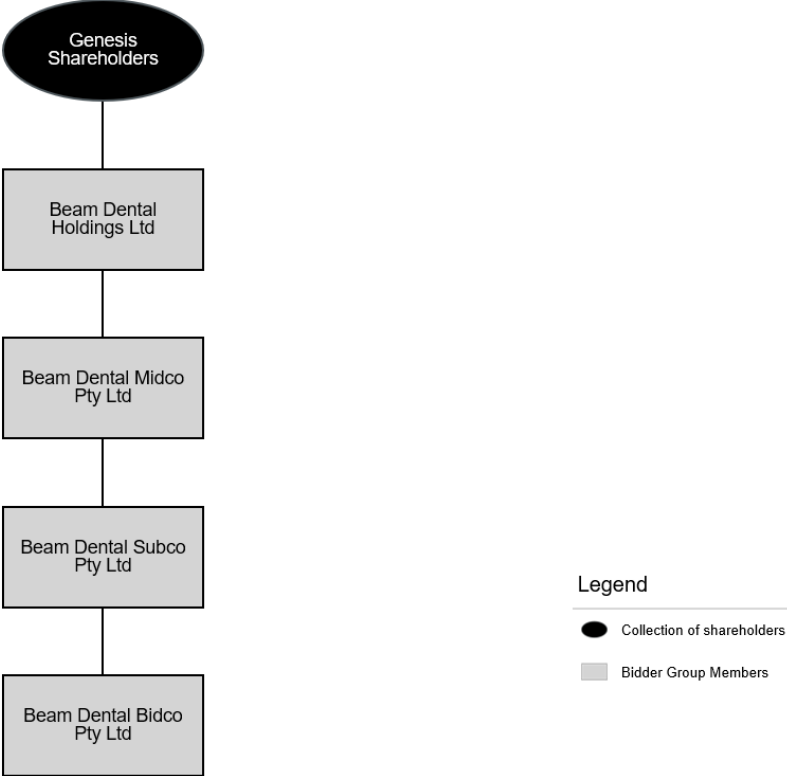 Genesis
Shareholders
Beam Dental
Holdings Ltd
Beam Dental Midco
Pty Ltd
Beam Dental Subco
Pty Ltd
Beam Dental Bidco
Pty Ltd
Legend
Collection of shareholders
Bidder Group Members